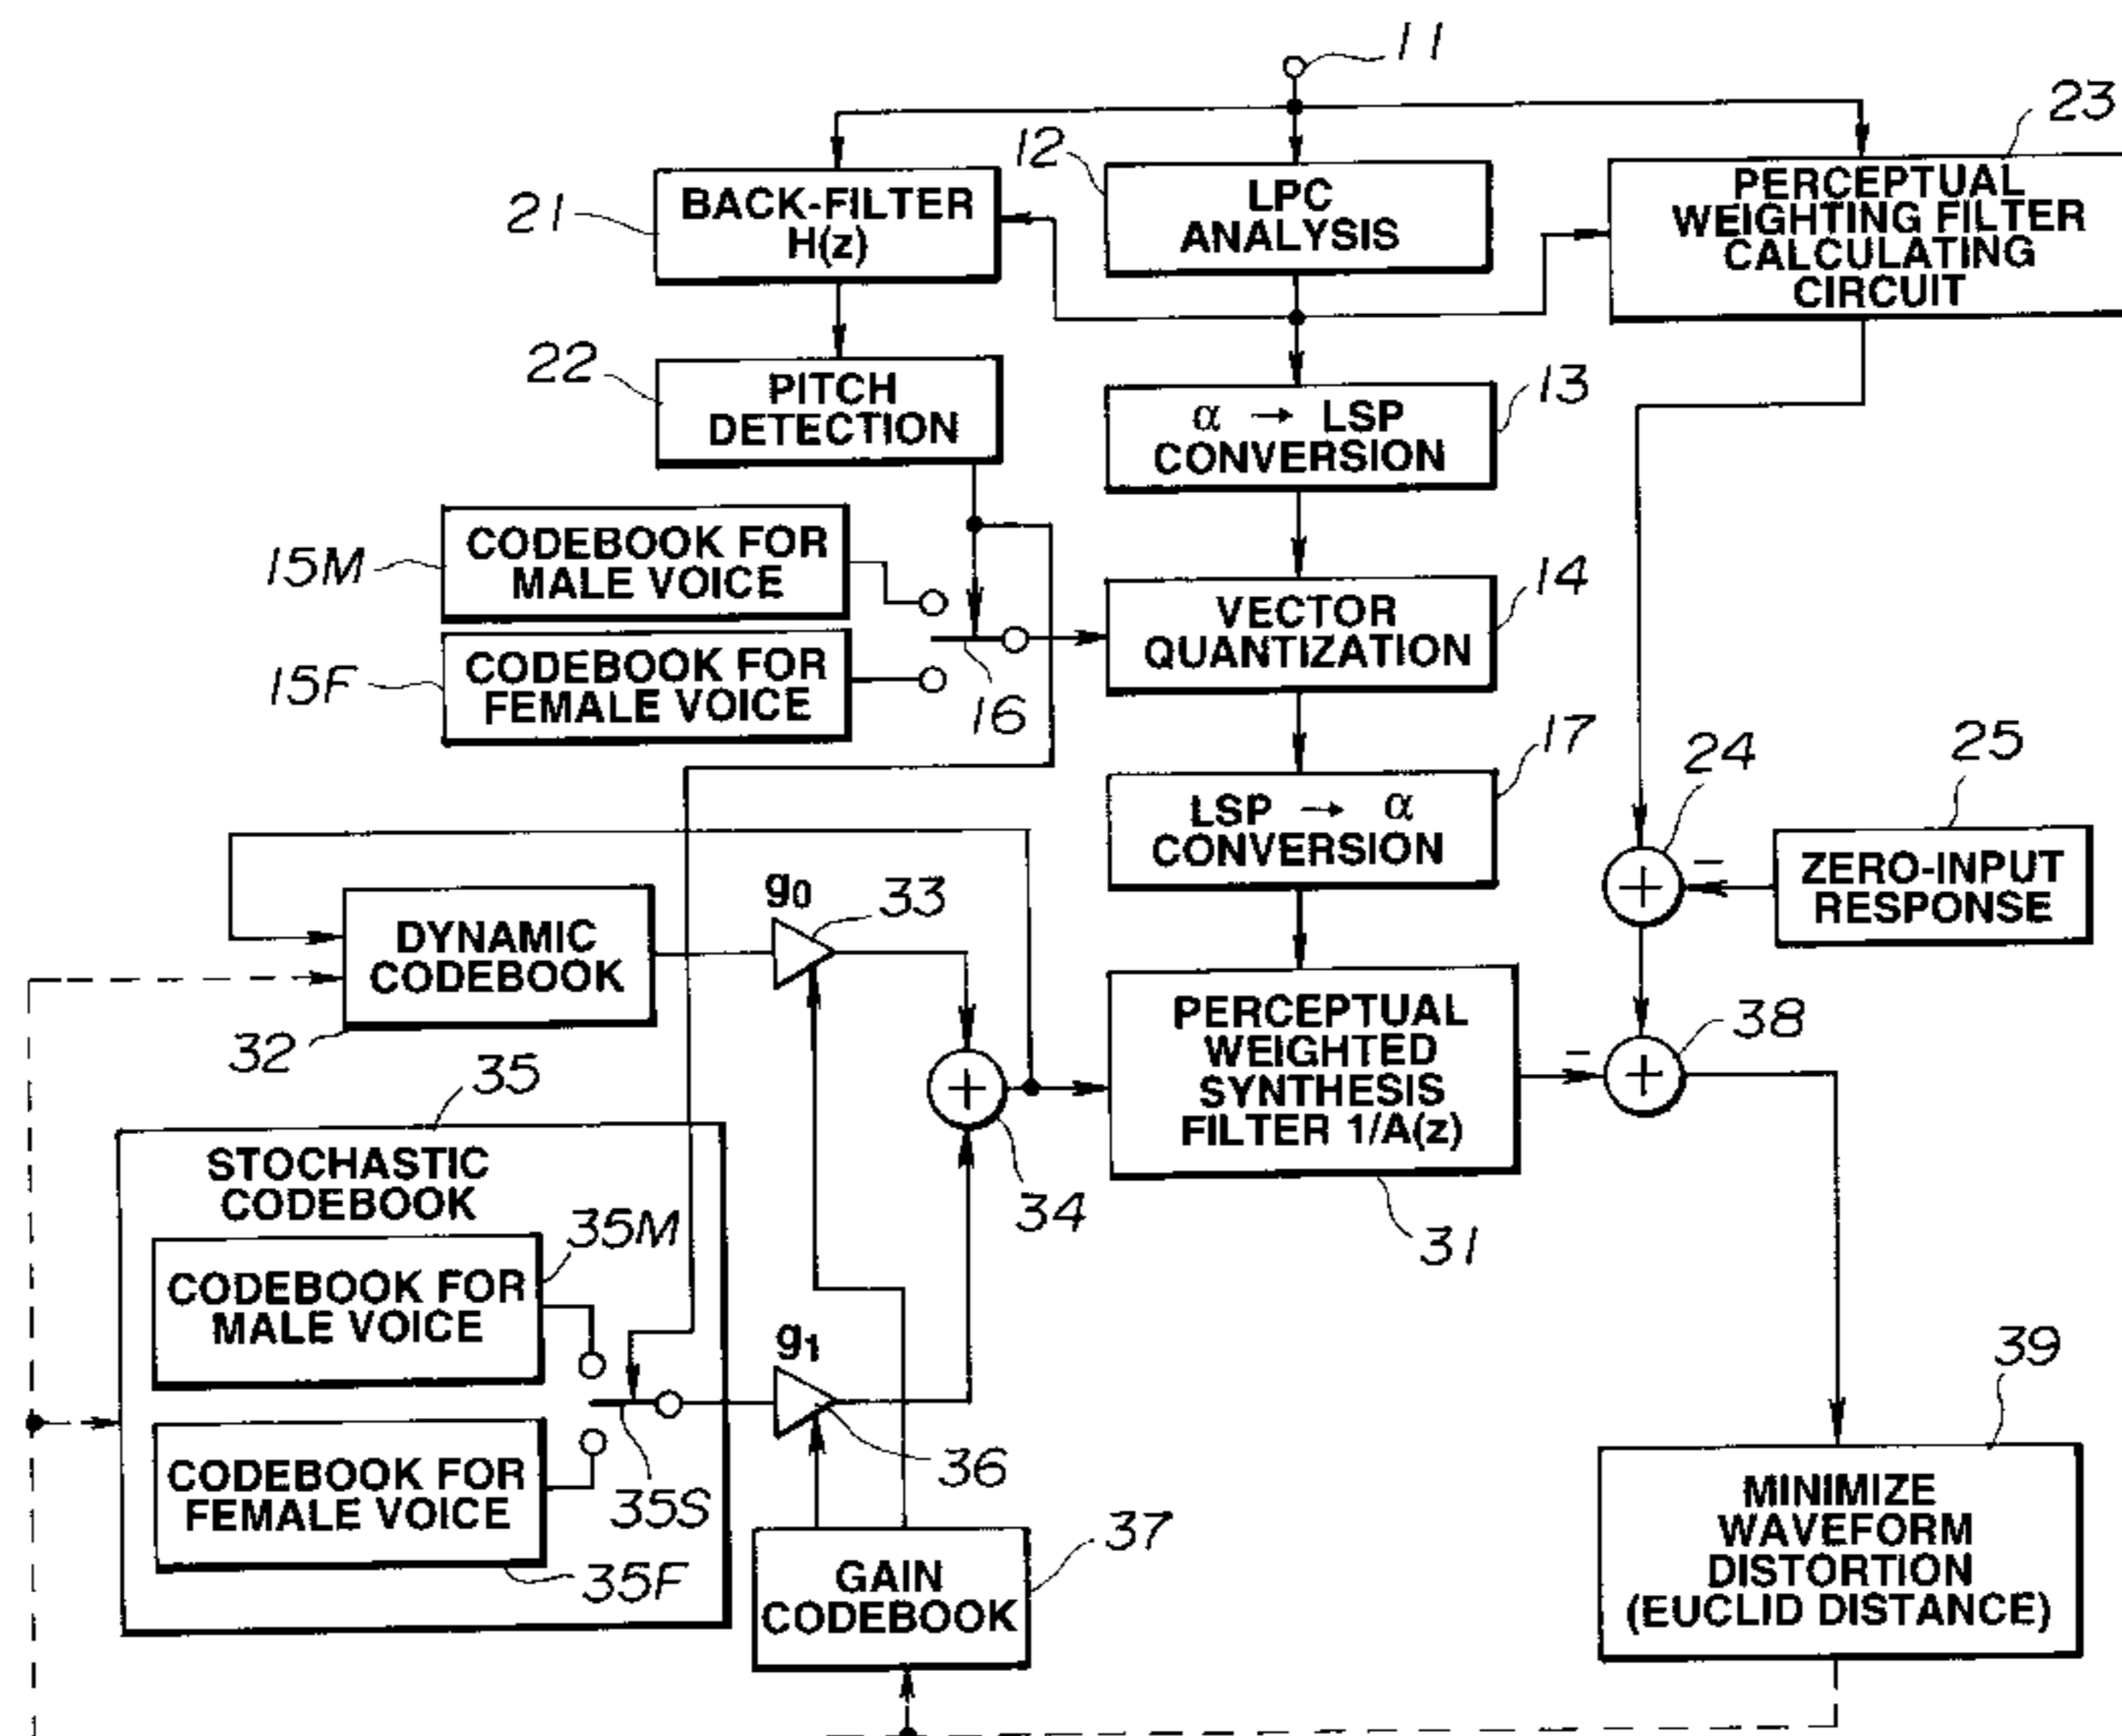 11
12
23
21
BACK-FILTER
H(z)
LPC
ANALYSIS
PERCEPTUAL
WEIGHTING FILTER
CALCULATING
CIRCUIT
22
PITCH
DETECTION
13
α → LSP
CONVERSION
15M
CODEBOOK FOR
MALE VOICE
14
VECTOR
QUANTIZATION
15F
CODEBOOK FOR
FEMALE VOICE
16
17
LSP → α
CONVERSION
24
25
ZERO-INPUT
RESPONSE
g0
33
DYNAMIC
CODEBOOK
32
PERCEPTUAL
WEIGHTED
SYNTHESIS
FILTER 1/A(z)
38
34
31
35
STOCHASTIC
CODEBOOK
35M
CODEBOOK FOR
MALE VOICE
g1
36
35S
CODEBOOK FOR
FEMALE VOICE
35F
37
GAIN
CODEBOOK
39
MINIMIZE
WAVEFORM
DISTORTION
(EUCLID DISTANCE)